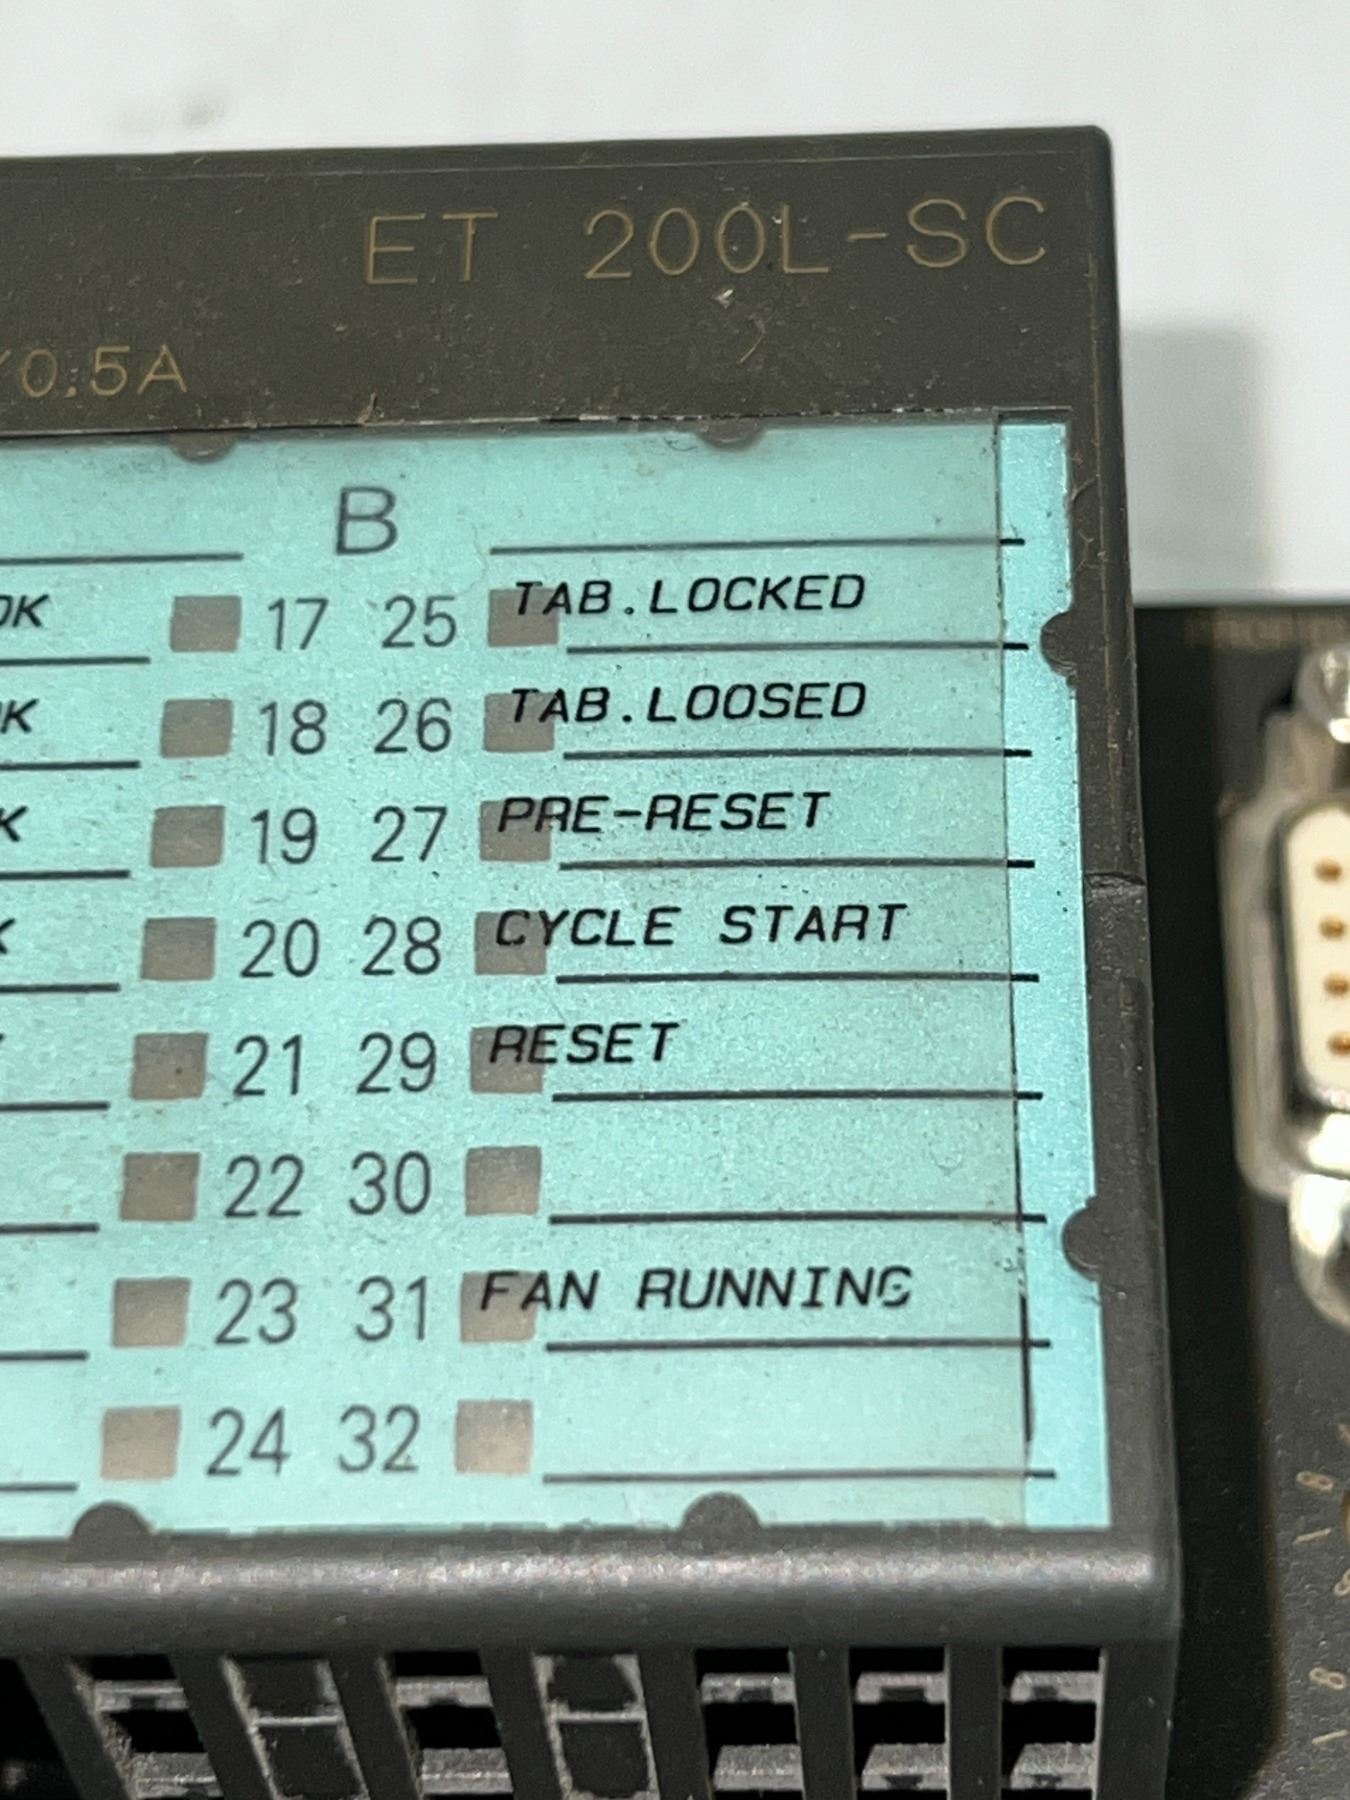 ET 200L-SC
/0.5A
B
OK 17 25 TAB.LOCKED
OK 18 26 TAB.LOOSED
K 19 27 PRE-RESET
K 20 28 CYCLE START
21 29 RESET
22 30
23 31 FAN RUNNING
24 32